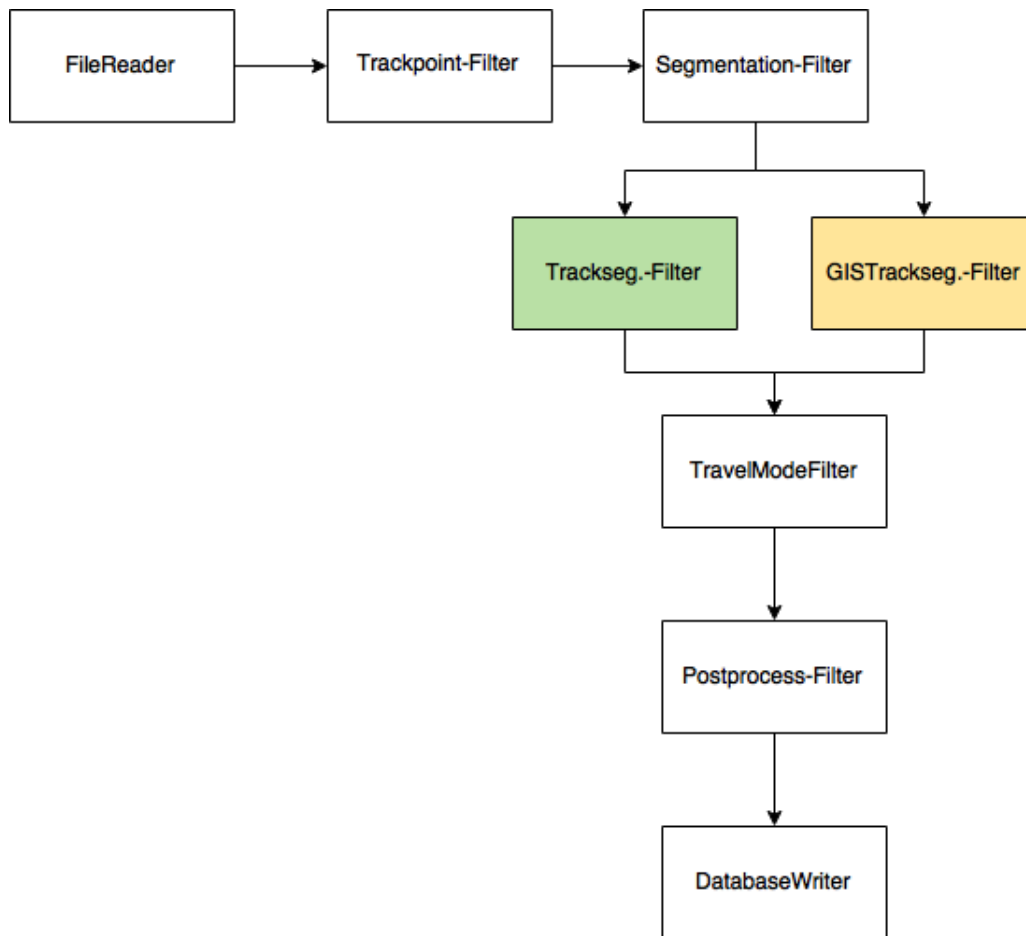 FileReader
Trackpoint-Filter
Segmentation-Filter
Trackseg.-Filter
GISTrackseg.-Filter
TravelModeFilter
Postprocess-Filter
DatabaseWriter